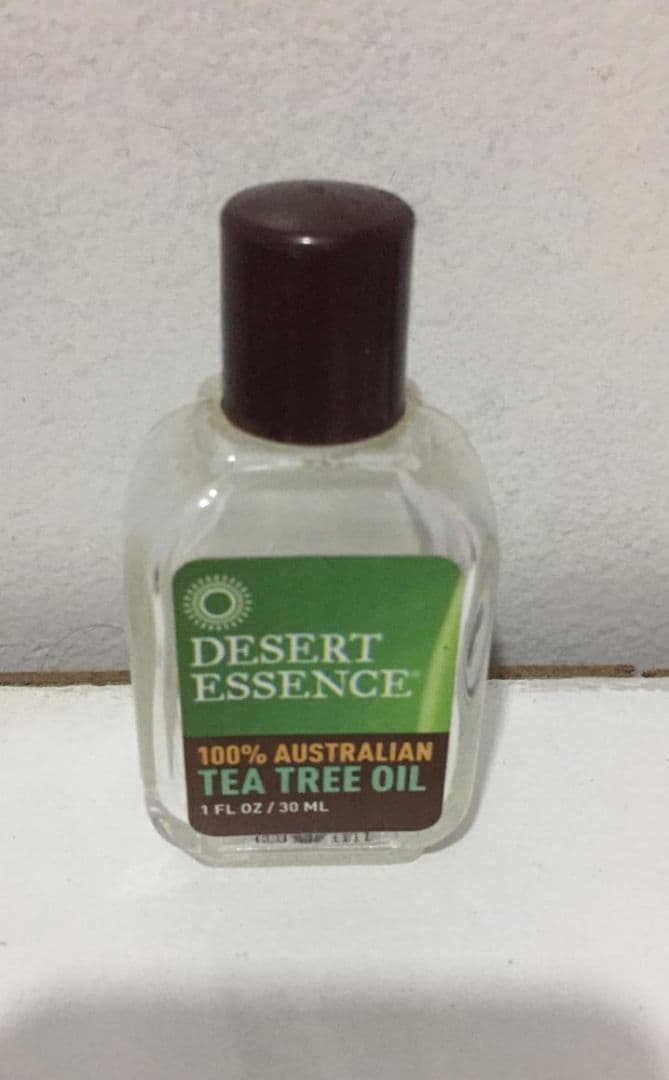 DESERT
ESSENCE®
100% AUSTRALIAN
TEA TREE OIL
1 FL OZ / 30 ML